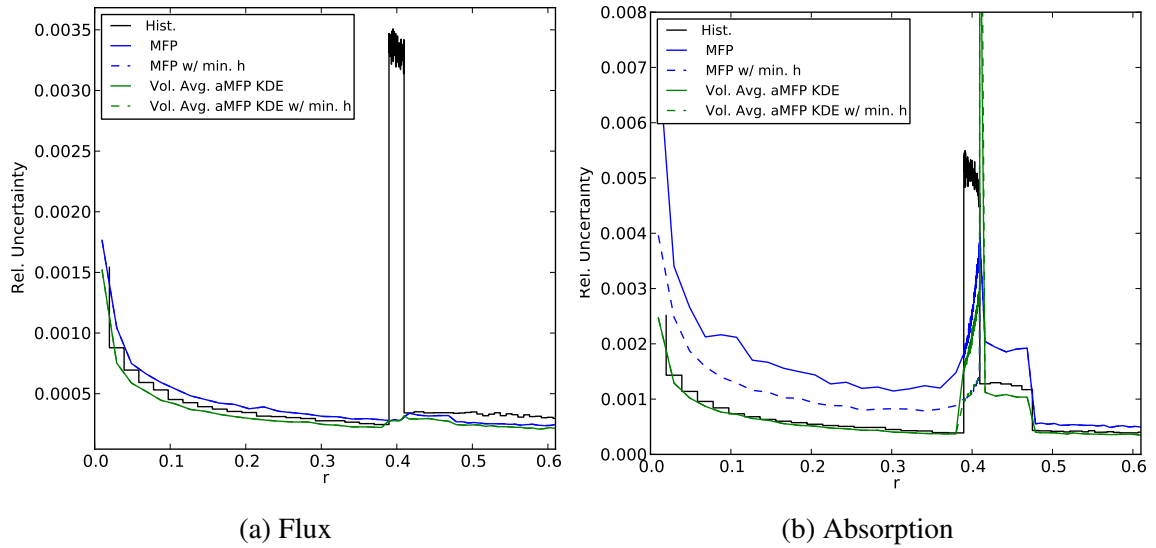 0.0035
0.0030
0.0025
0.0020
0.0015
0.0010
0.0005
Rel. Uncertainty
Hist.
MFP
MFP w/ min. h
Vol. Avg. aMFP KDE
Vol. Avg. aMFP KDE w/ min. h
0.0 0.1 0.2 0.3 0.4 0.5 0.6
r
(a) Flux
0.008
0.007
0.006
0.005
0.004
0.003
0.002
0.001
0.000
Rel. Uncertainty
Hist.
MFP
MFP w/ min. h
Vol. Avg. aMFP KDE
Vol. Avg. aMFP KDE w/ min. h
0.0 0.1 0.2 0.3 0.4 0.5 0.6
r
(b) Absorption